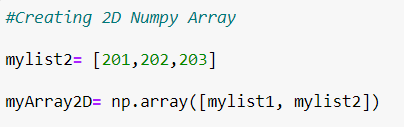 #Creating 2D Numpy Array
mylist2= [201,202,203]
myArray2D= np.array([mylist1, mylist2])